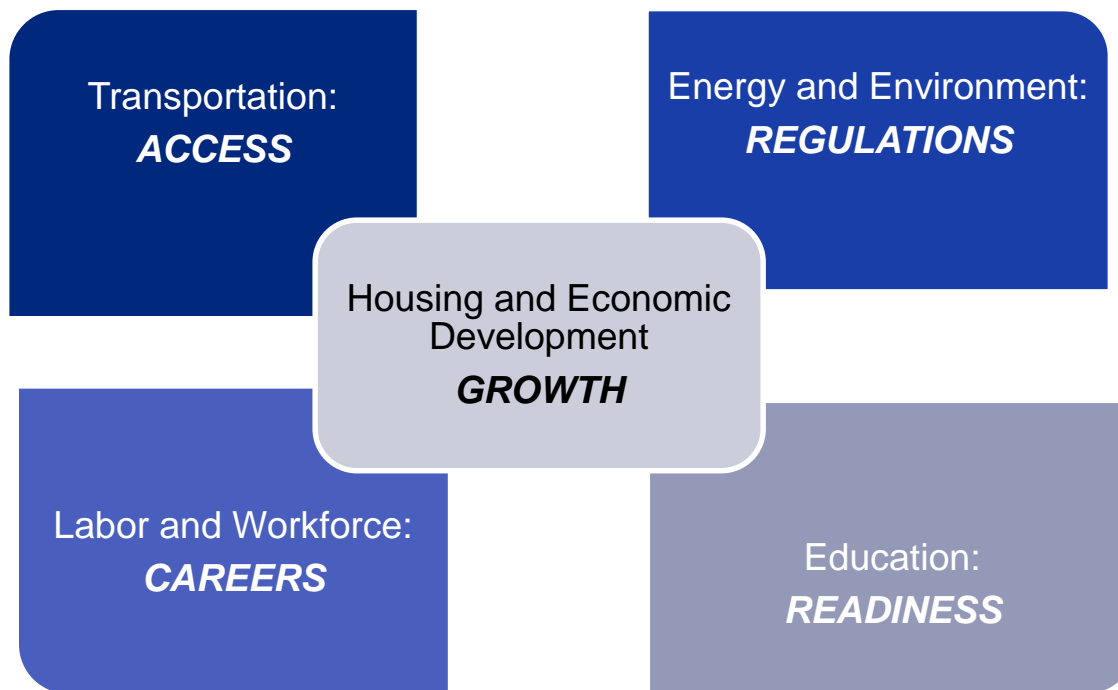 Transportation:
ACCESS
Energy and Environment:
REGULATIONS
Housing and Economic
Development
GROWTH
Labor and Workforce:
CAREERS
Education:
READINESS